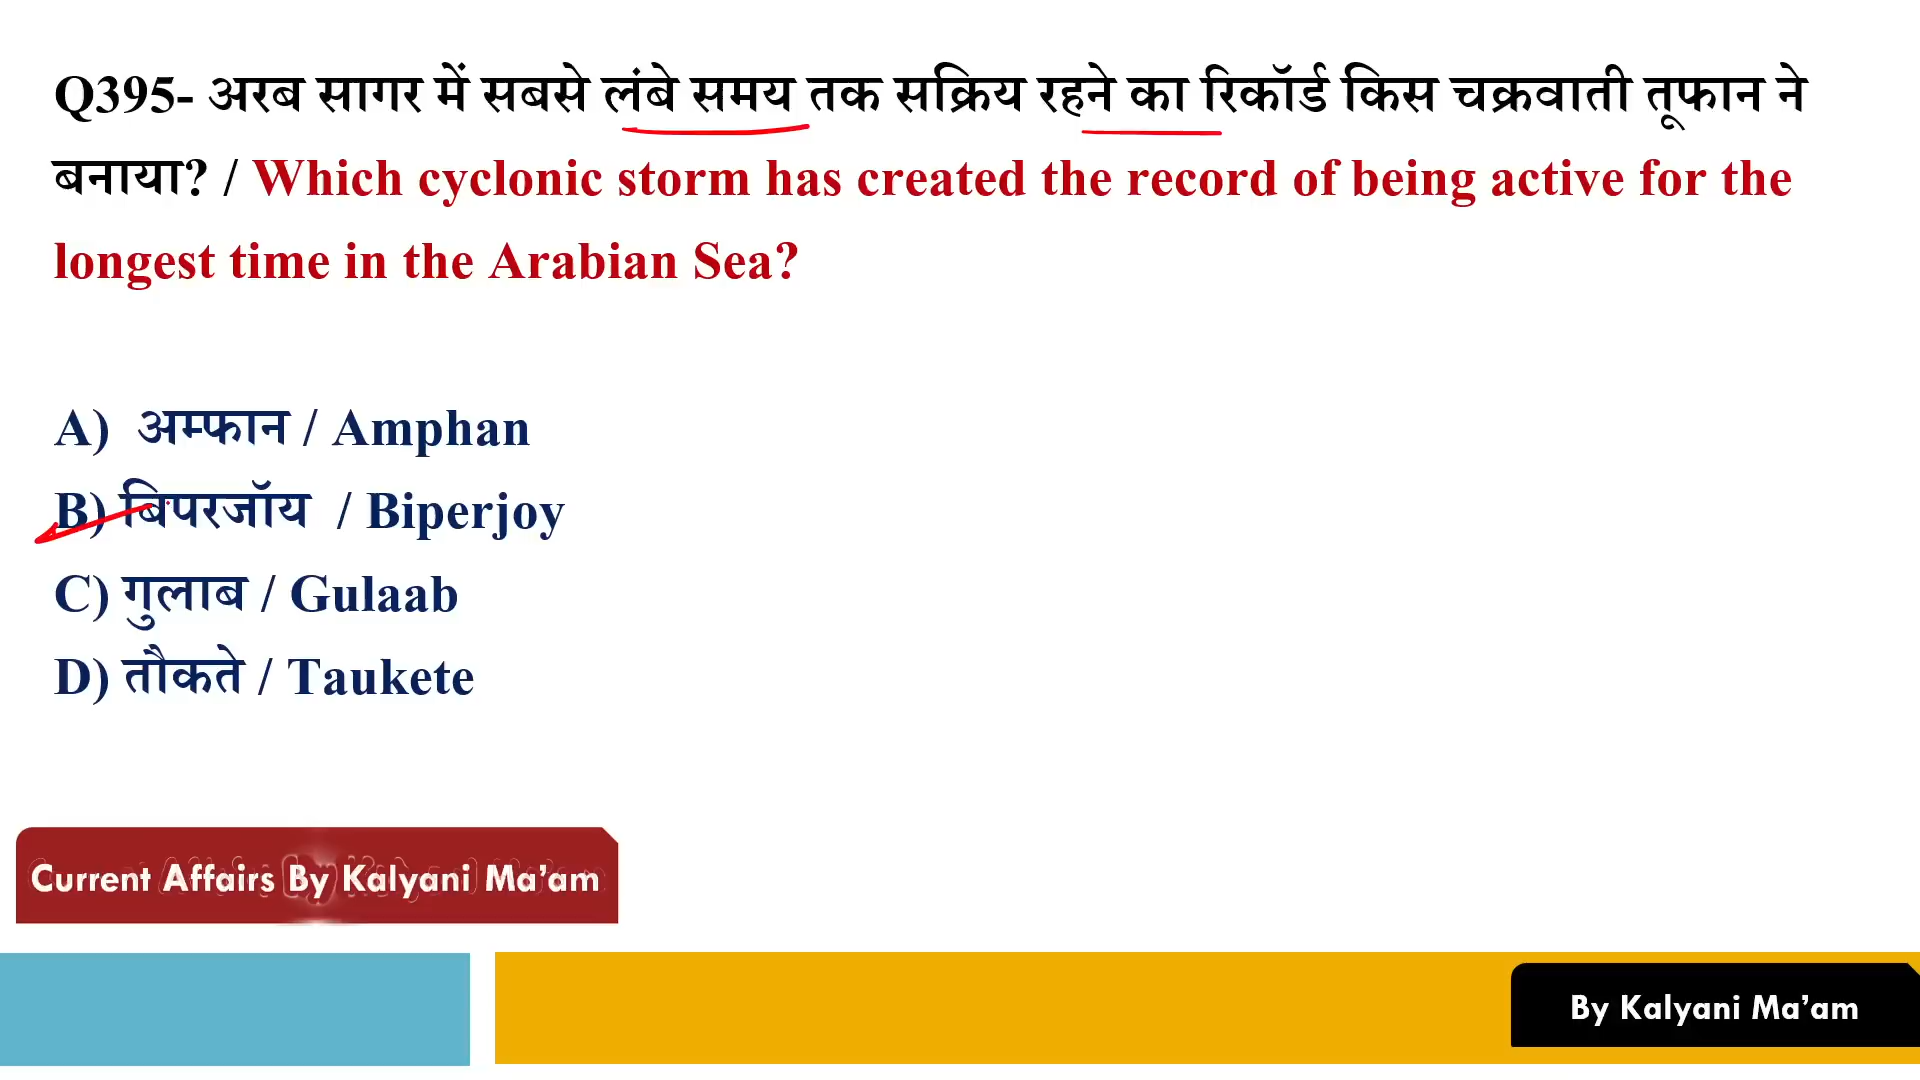 Q395- अरब सागर में सबसे लंबे समय तक सक्रिय रहने का रिकॉर्ड किस चक्रवाती तूफान ने
बनाया? / Which cyclonic storm has created the record of being active for the
longest time in the Arabian Sea?
A) अम्फान / Amphan
B) बिपरजॉय / Biperjoy
C) गुलाब / Gulaab
D) तौकते / Taukete
Current Affairs By Kalyani Ma'am
By Kalyani Ma'am